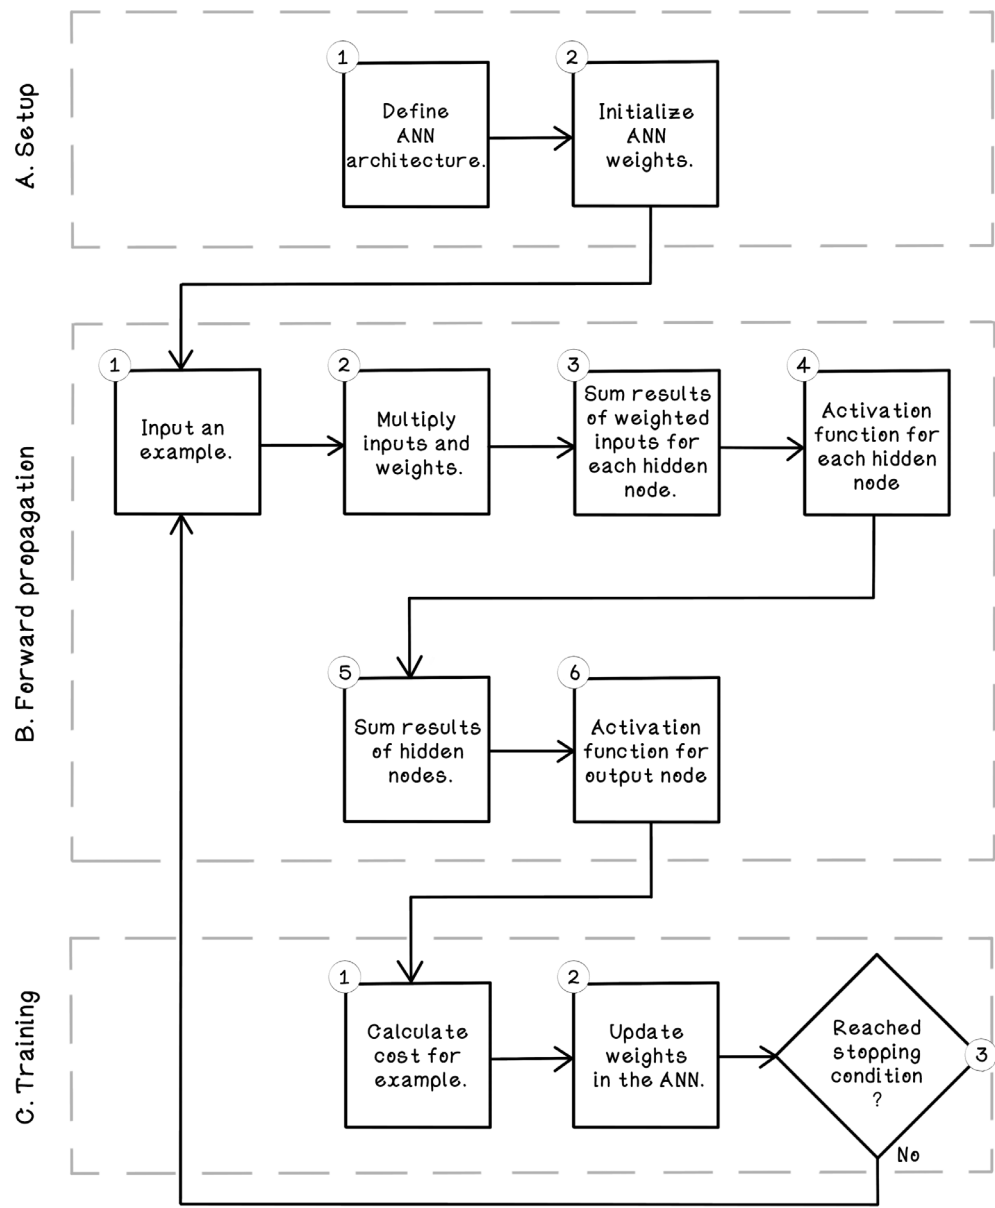 A. Setup
1
Define
ANN
architecture.
2
Initialize
ANN
weights.
B. Forward propagation
1
Input an
example.
2
Multiply
inputs and
weights.
3
Sum results
of weighted
inputs for
each hidden
node.
4
Activation
function for
each hidden
node
5
Sum results
of hidden
nodes.
6
Activation
function for
output node
C. Training
1
Calculate
cost for
example.
2
Update
weights
in the ANN.
Reached
stopping
condition
?
3
No